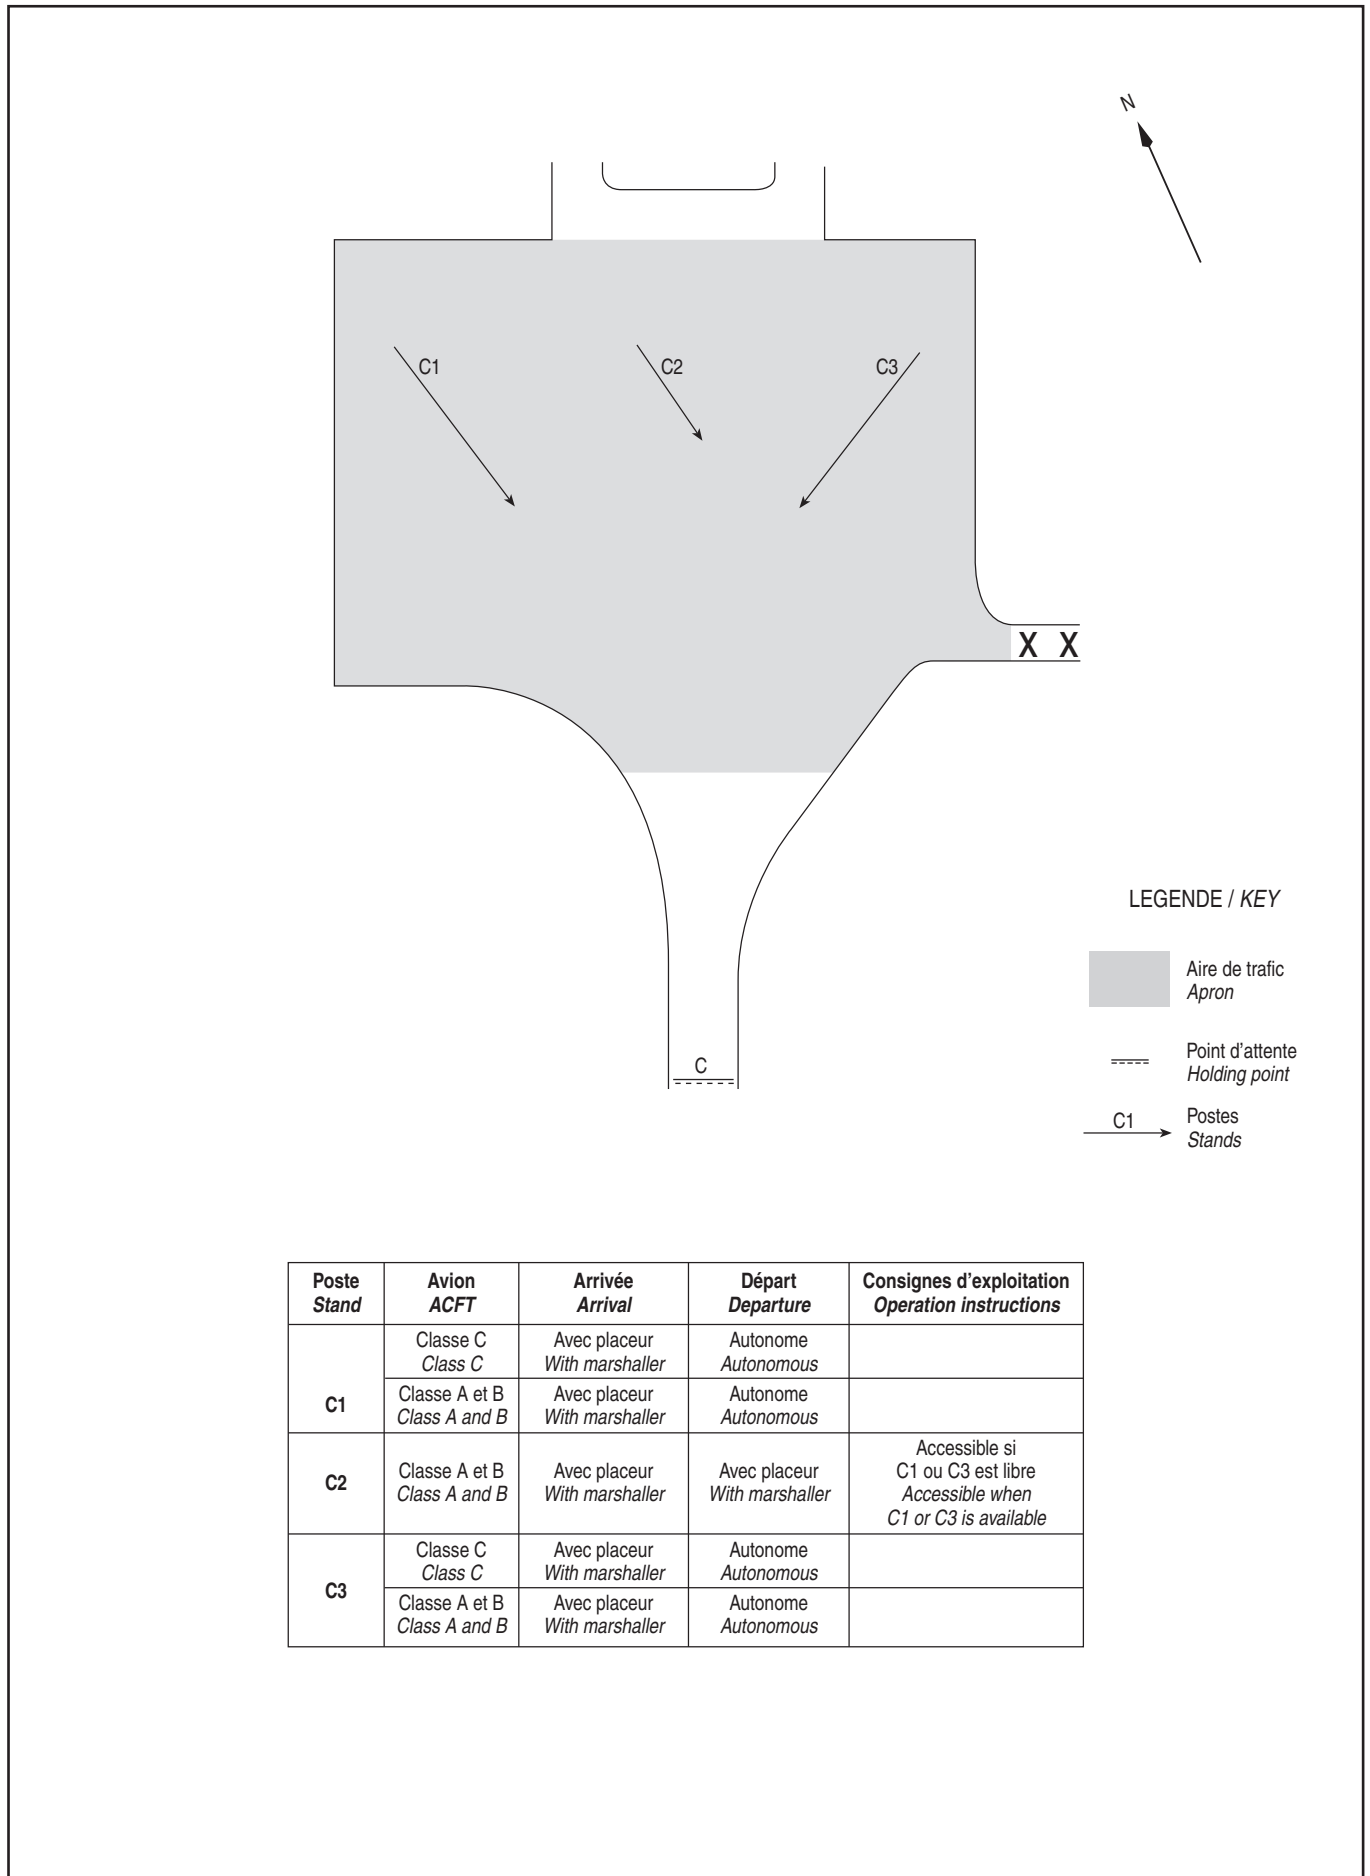 N
C1
C2
C3
X X
C
LEGENDE / KEY
Aire de trafic
Apron
Point d'attente
Holding point
C1
Postes
Stands
Poste
Stand
Avion
ACFT
Arrivée
Arrival
Départ
Departure
Consignes d'exploitation
Operation instructions
C1
Classe C
Class C
Avec placeur
With marshaller
Autonome
Autonomous
Classe A et B
Class A and B
Avec placeur
With marshaller
Autonome
Autonomous
C2
Classe A et B
Class A and B
Avec placeur
With marshaller
Avec placeur
With marshaller
Accessible si
C1 ou C3 est libre
Accessible when
C1 or C3 is available
C3
Classe C
Class C
Avec placeur
With marshaller
Autonome
Autonomous
Classe A et B
Class A and B
Avec placeur
With marshaller
Autonome
Autonomous